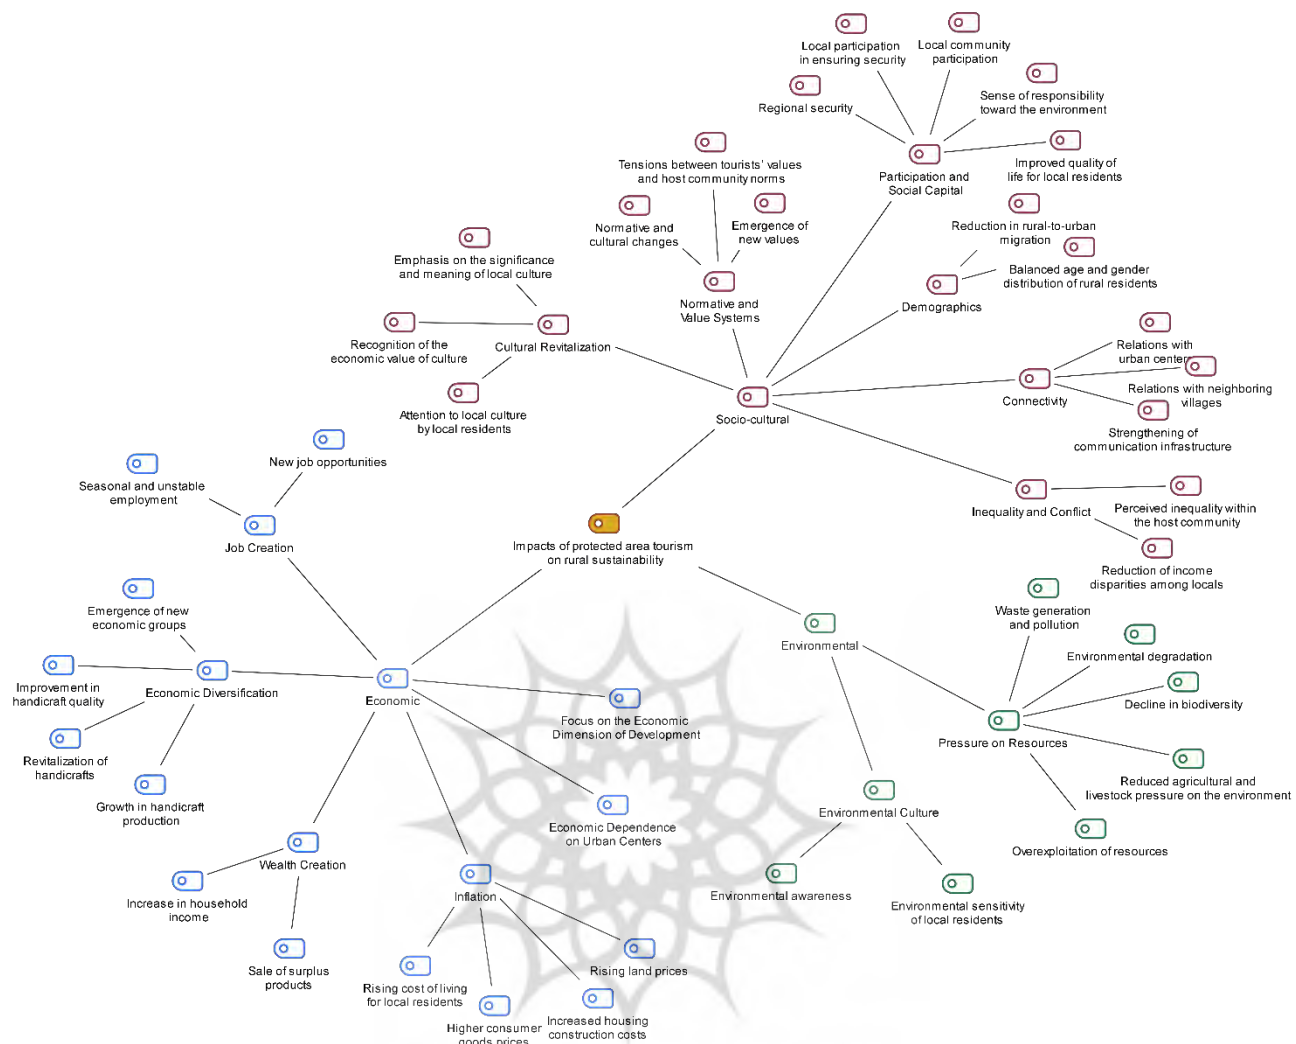 Local participation
in ensuring security
Local community
participation
Regional security
Sense of responsibility
toward the environment
Improved quality of
life for local residents
Participation and
Social Capital
Tensions between tourists' values
and host community norms
Normative and
cultural changes
Emergence of
new values
Normative and
Value Systems
Reduction in rural-to-urban
migration
Balanced age and gender
distribution of rural residents
Demographics
Emphasis on the significance
and meaning of local culture
Recognition of the
economic value of culture
Cultural Revitalization
Attention to local culture
by local residents
Relations with
urban centers
Relations with neighboring
villages
Connectivity
Strengthening of
communication infrastructure
Socio-cultural
Inequality and Conflict
Perceived inequality within
the host community
Reduction of income
disparities among locals
New job opportunities
Seasonal and unstable
employment
Job Creation
Impacts of protected area tourism
on rural sustainability
Emergence of new
economic groups
Improvement in
handicraft quality
Economic Diversification
Revitalization of
handicrafts
Growth in handicraft
production
Economic
Focus on the Economic
Dimension of Development
Economic Dependence
on Urban Centers
Wealth Creation
Increase in household
income
Sale of surplus
products
Inflation
Rising cost of living
for local residents
Higher consumer
goods prices
Increased housing
construction costs
Rising land prices
Environmental
Waste generation
and pollution
Environmental degradation
Decline in biodiversity
Pressure on Resources
Reduced agricultural and
livestock pressure on the environment
Overexploitation of resources
Environmental Culture
Environmental awareness
Environmental sensitivity
of local residents